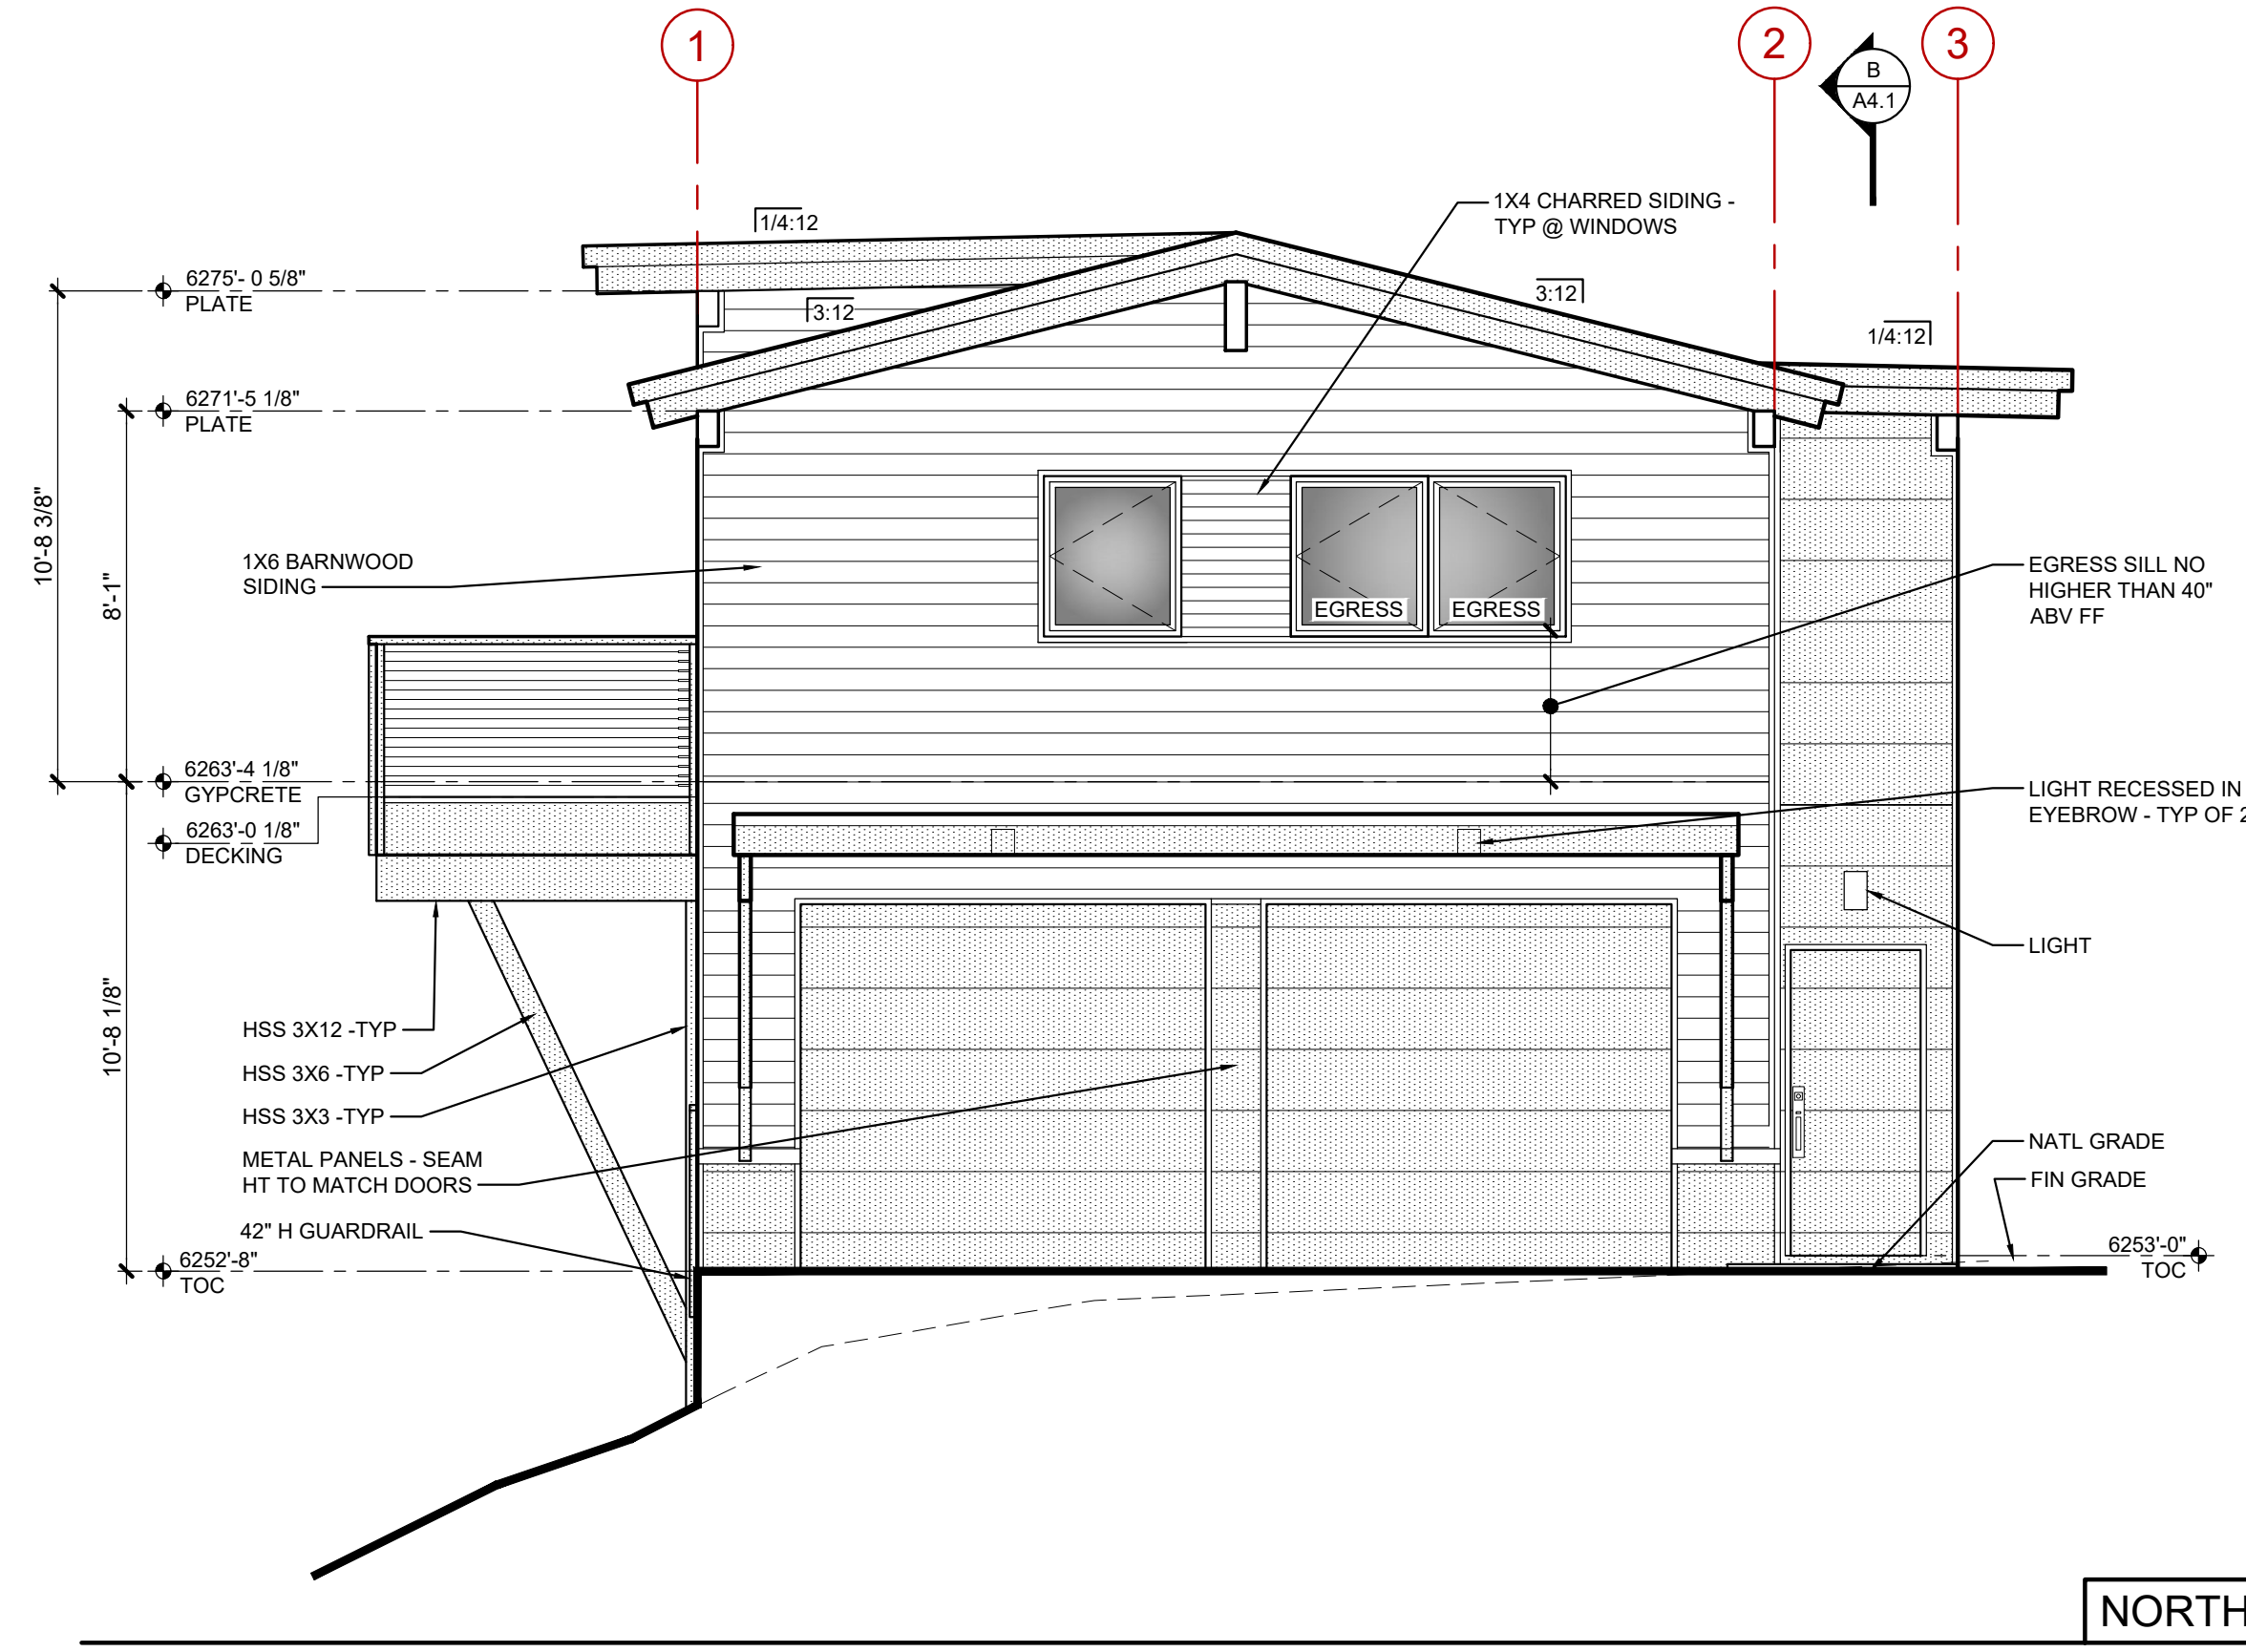 1
2
3
B
A4.1
1/4:12
1X4 CHARRED SIDING -
TYP @ WINDOWS
6275'- 0 5/8"
PLATE
3:12
3:12
1/4:12
6271'-5 1/8"
PLATE
10'-8 3/8"
8'-1"
1X6 BARNWOOD
SIDING
EGRESS
EGRESS
EGRESS SILL NO
HIGHER THAN 40"
ABV FF
6263'-4 1/8"
GYPCRETE
6263'-0 1/8"
DECKING
LIGHT RECESSED IN
EYEBROW - TYP OF 2
LIGHT
10'-8 1/8"
HSS 3X12 -TYP
HSS 3X6 -TYP
HSS 3X3 -TYP
METAL PANELS - SEAM
HT TO MATCH DOORS
42" H GUARDRAIL
6252'-8"
TOC
NATL GRADE
FIN GRADE
6253'-0"
TOC
NORTH